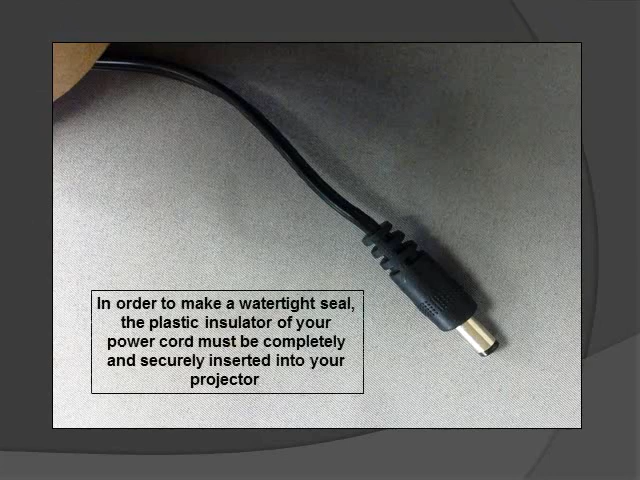 In order to make a watertight seal,
the plastic insulator of your
power cord must be completely
and securely inserted into your
projector